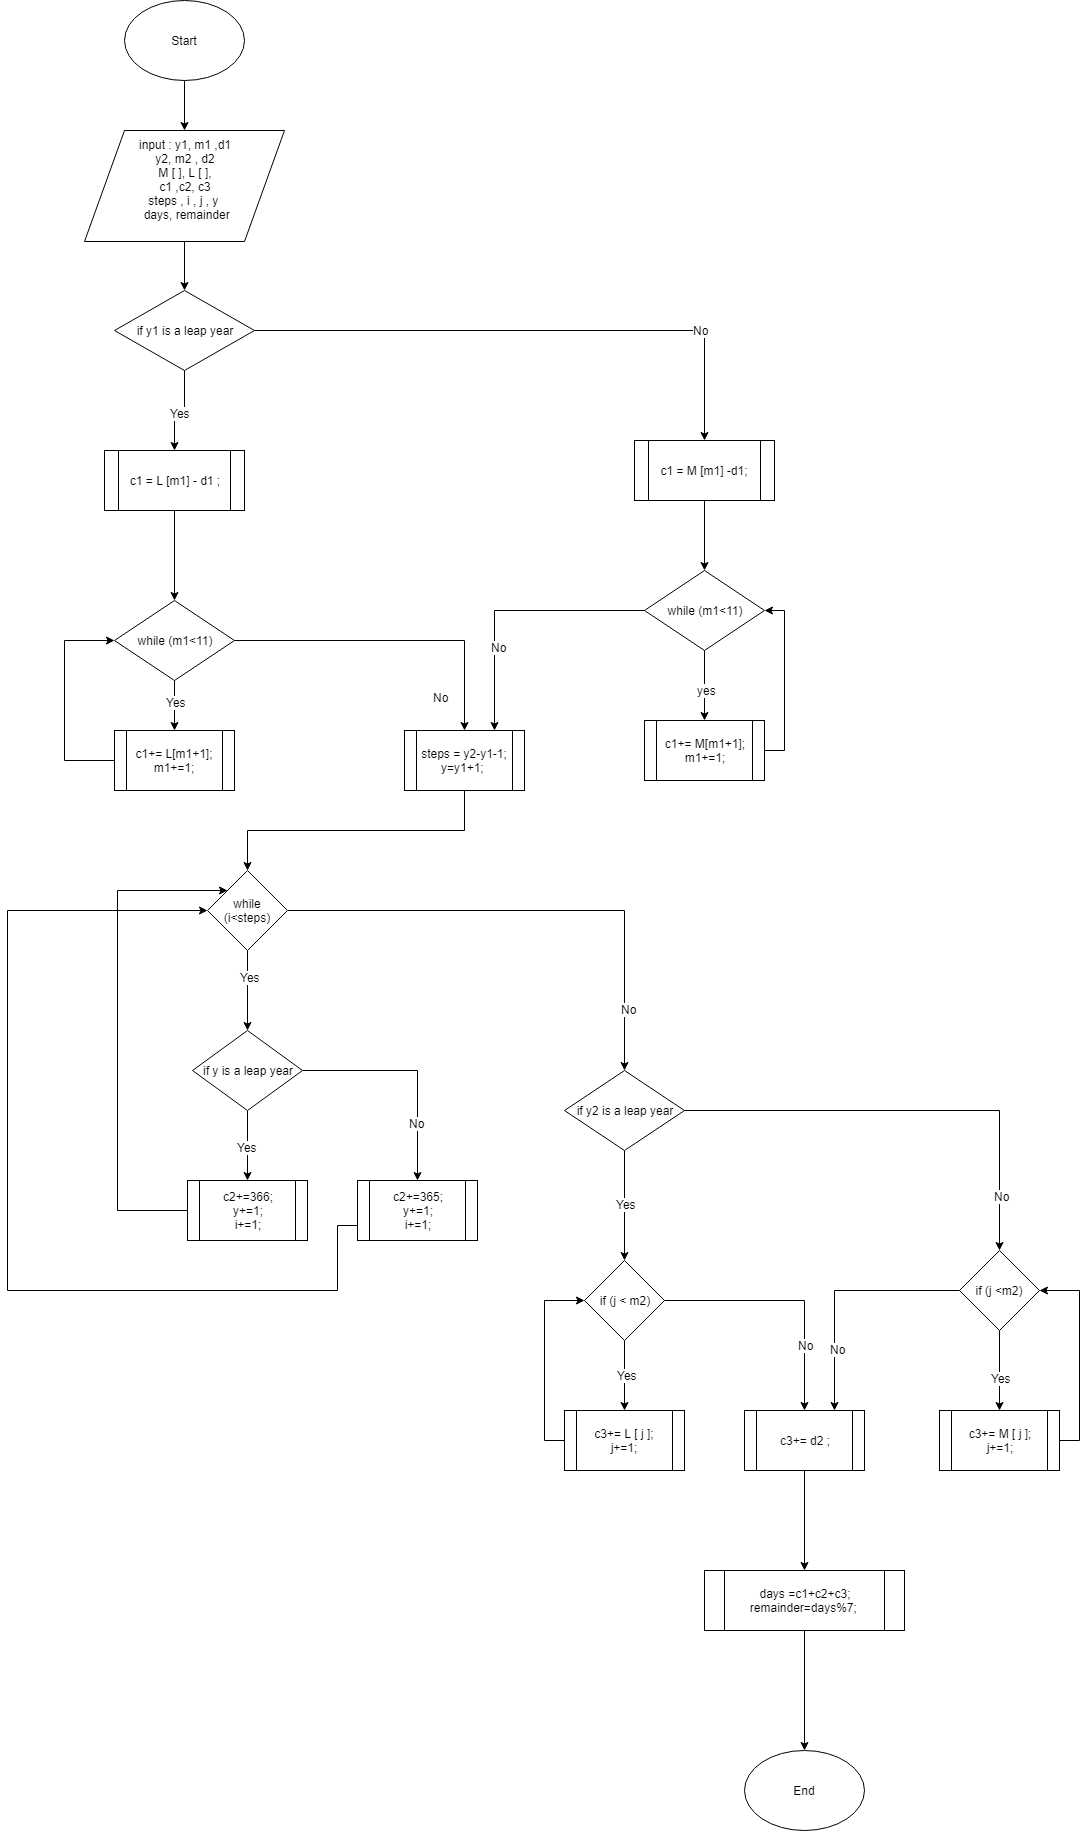 Start
input : y1, m1 ,d1
y2, m2 , d2
M [ ], L [ ],
c1 ,c2, c3
steps , i , j , y
days, remainder
if y1 is a leap year
No
Yes
c1 = L [m1] - d1 ;
c1 = M [m1] -d1;
while (m1<11)
while (m1<11)
No
No
Yes
yes
c1+= L[m1+1];
m1+=1;
steps = y2-y1-1;
y=y1+1;
c1+= M[m1+1];
m1+=1;
while
(i<steps)
Yes
No
if y is a leap year
if y2 is a leap year
No
Yes
Yes
No
c2+=366;
y+=1;
i+=1;
c2+=365;
y+=1;
i+=1;
if (j < m2)
if (j <m2)
No
No
Yes
Yes
c3+= L [ j ];
j+=1;
c3+= d2 ;
c3+= M [ j ];
j+=1;
days =c1+c2+c3;
remainder=days%7;
End